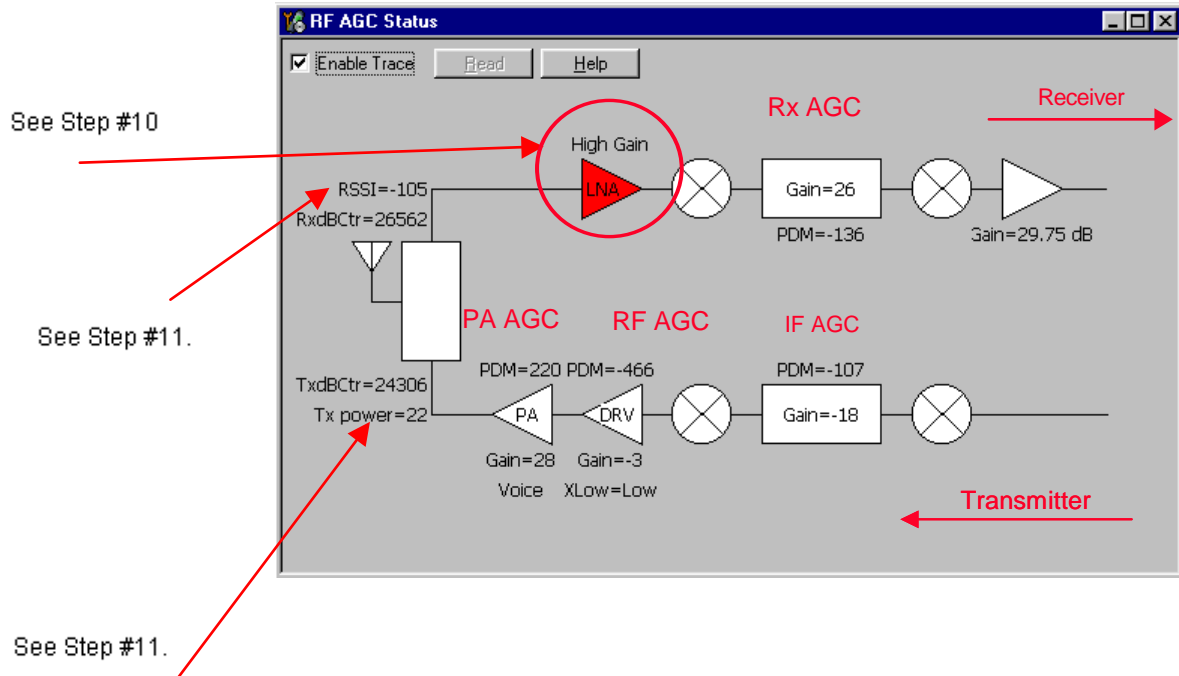 RF AGC Status
Enable Trace
Read
Help
Rx AGC
Receiver
See Step #10
High Gain
LNA
RSSI=-105
RxdBCtr=26562
Gain=26
PDM=-136
Gain=29.75 dB
See Step #11.
PA AGC
RF AGC
IF AGC
PDM=220
PDM=-466
PDM=-107
TxdBCtr=24306
Tx power=22
PA
DRV
Gain=-18
Gain=28
Gain=-3
Voice
XLow=Low
Transmitter
See Step #11.